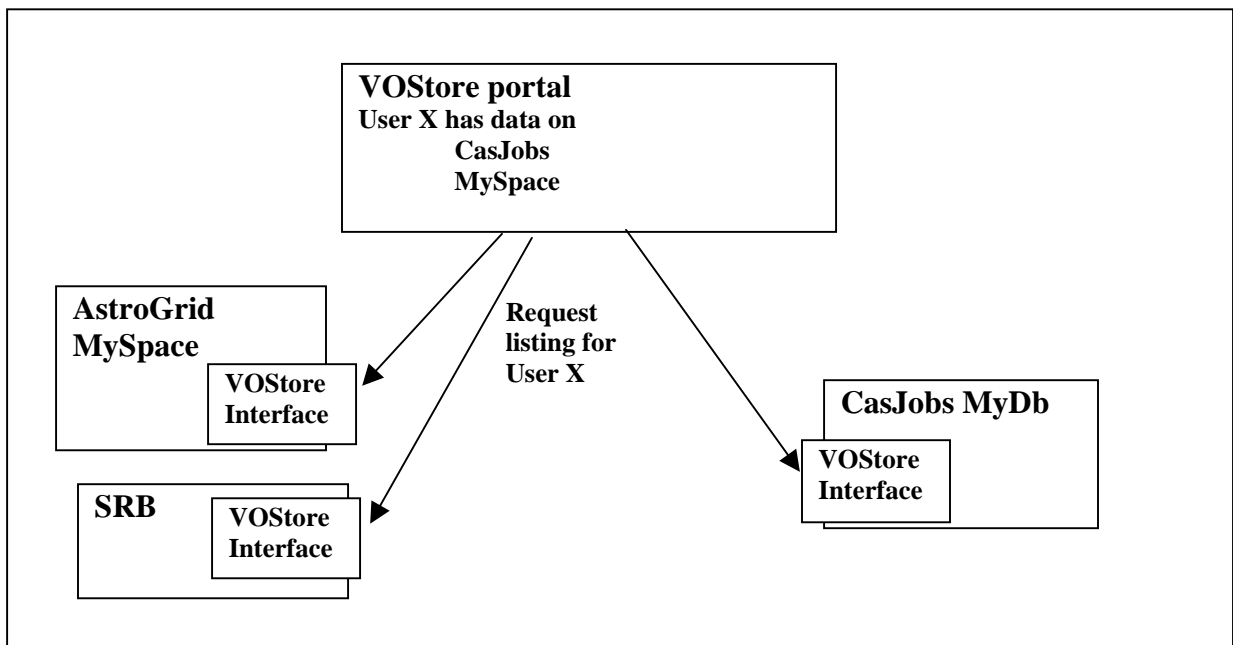 VOStore portal
User X has data on
CasJobs
MySpace
AstroGrid
MySpace
VOStore
Interface
Request
listing for
User X
CasJobs MyDb
VOStore
Interface
SRB
VOStore
Interface